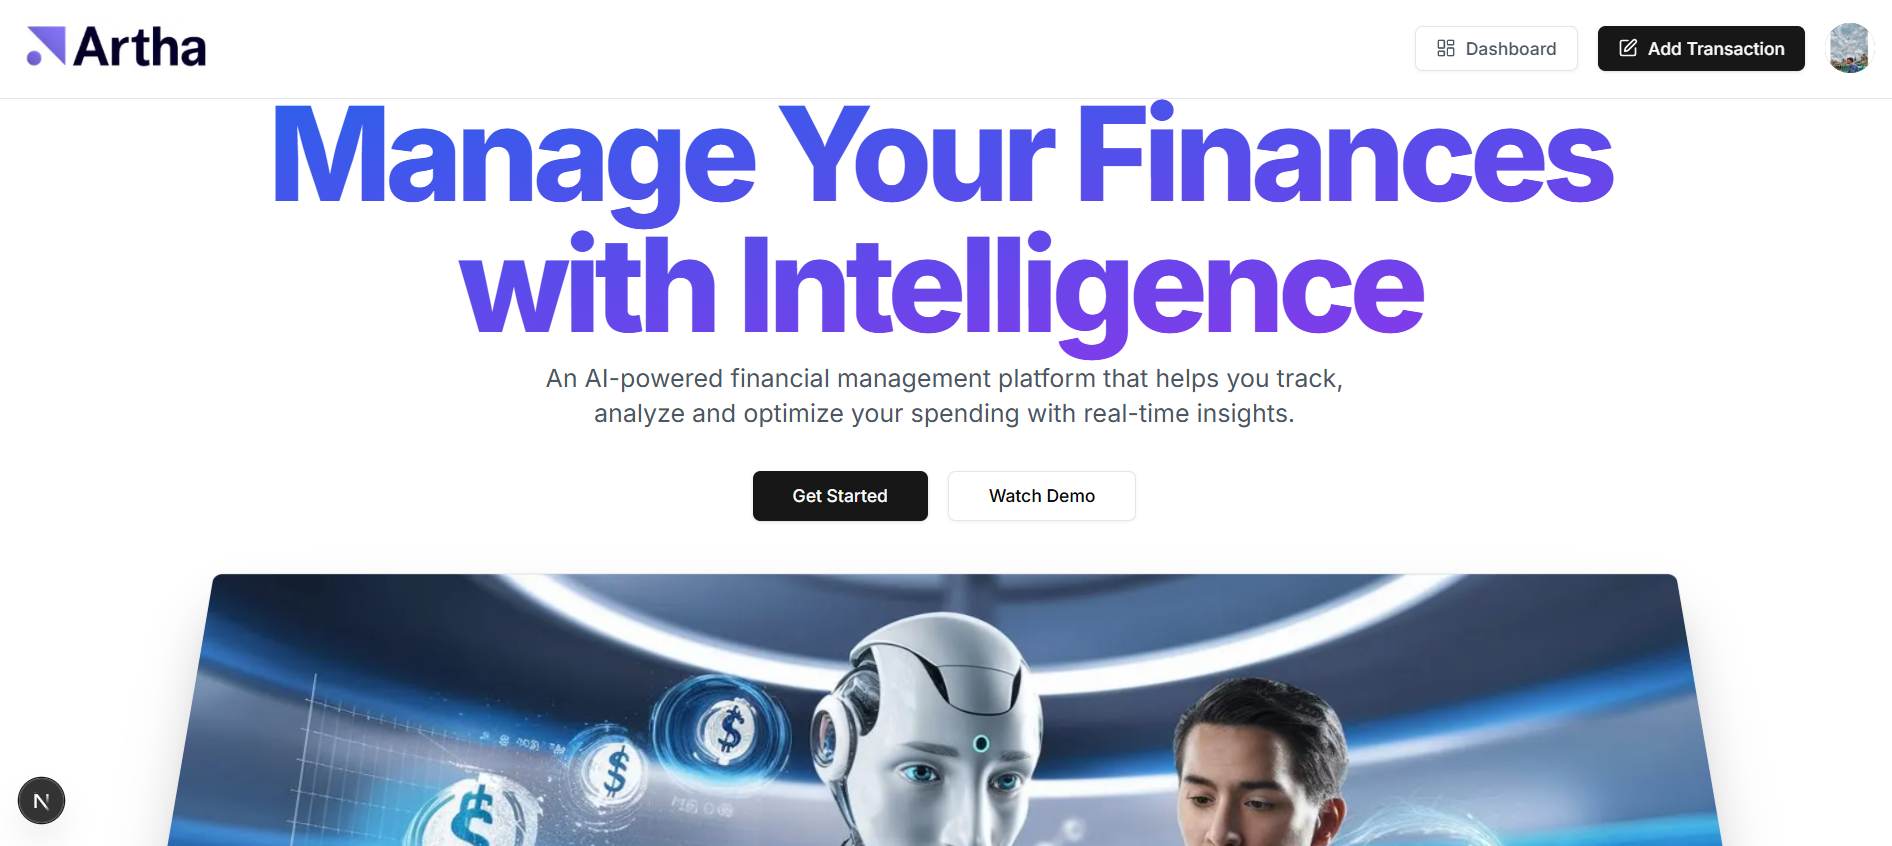 Artha
Dashboard
Add Transaction
Manage Your Finances
with Intelligence
An AI-powered financial management platform that helps you track,
analyze and optimize your spending with real-time insights.
Get Started
Watch Demo
$
$
$
N